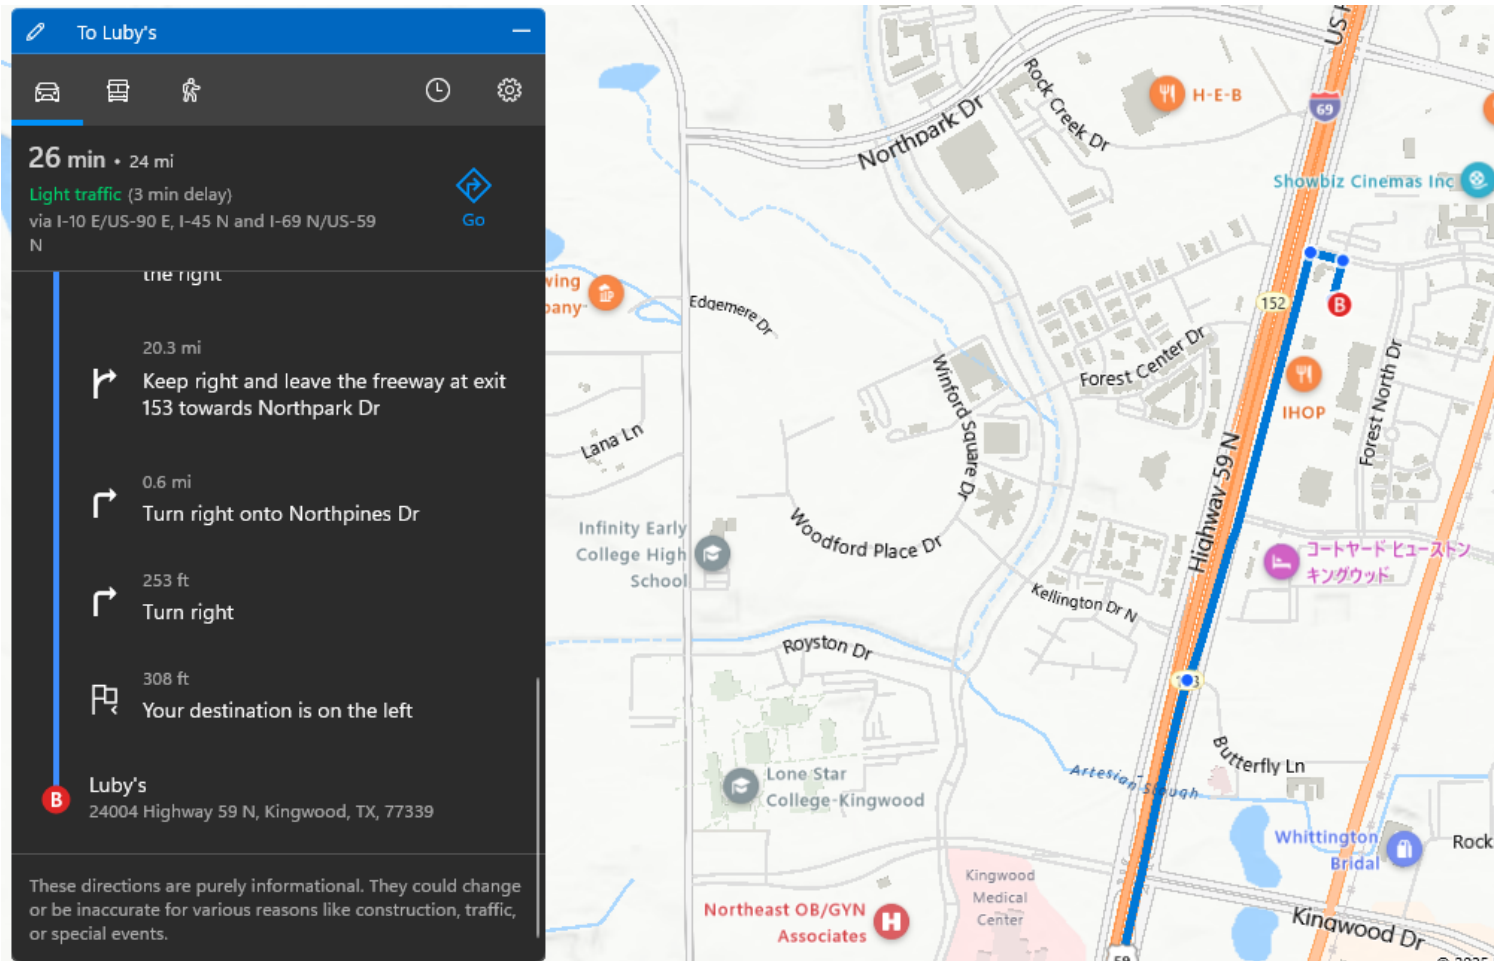 To Luby's
26 min • 24 mi
Light traffic (3 min delay)
via I-10 E/US-90 E, I-45 N and I-69 N/US-59
N
Go
the right
20.3 mi
Keep right and leave the freeway at exit
153 towards Northpark Dr
0.6 mi
Turn right onto Northpines Dr
253 ft
Turn right
308 ft
Your destination is on the left
B
Luby's
24004 Highway 59 N, Kingwood, TX, 77339
These directions are purely informational. They could change
or be inaccurate for various reasons like construction, traffic,
or special events.
US
69
H-E-B
Rock Creek Dr
Northpark Dr
Showbiz Cinemas Inc
152
B
Edgemere Dr
Forest Center Dr
IHOP
Forest North Dr
Winford Square Dr
Lana Ln
Highway 59 N
Woodford Place Dr
Infinity Early
College High
School
コートヤード ヒューストン
キングウッド
Kellington Dr N
Royston Dr
Butterfly Ln
Artesian Slough
Lone Star
College-Kingwood
Whittington
Bridal
Rock
Kingwood
Medical
Center
Northeast OB/GYN
Associates
H
Kingwood Dr
59